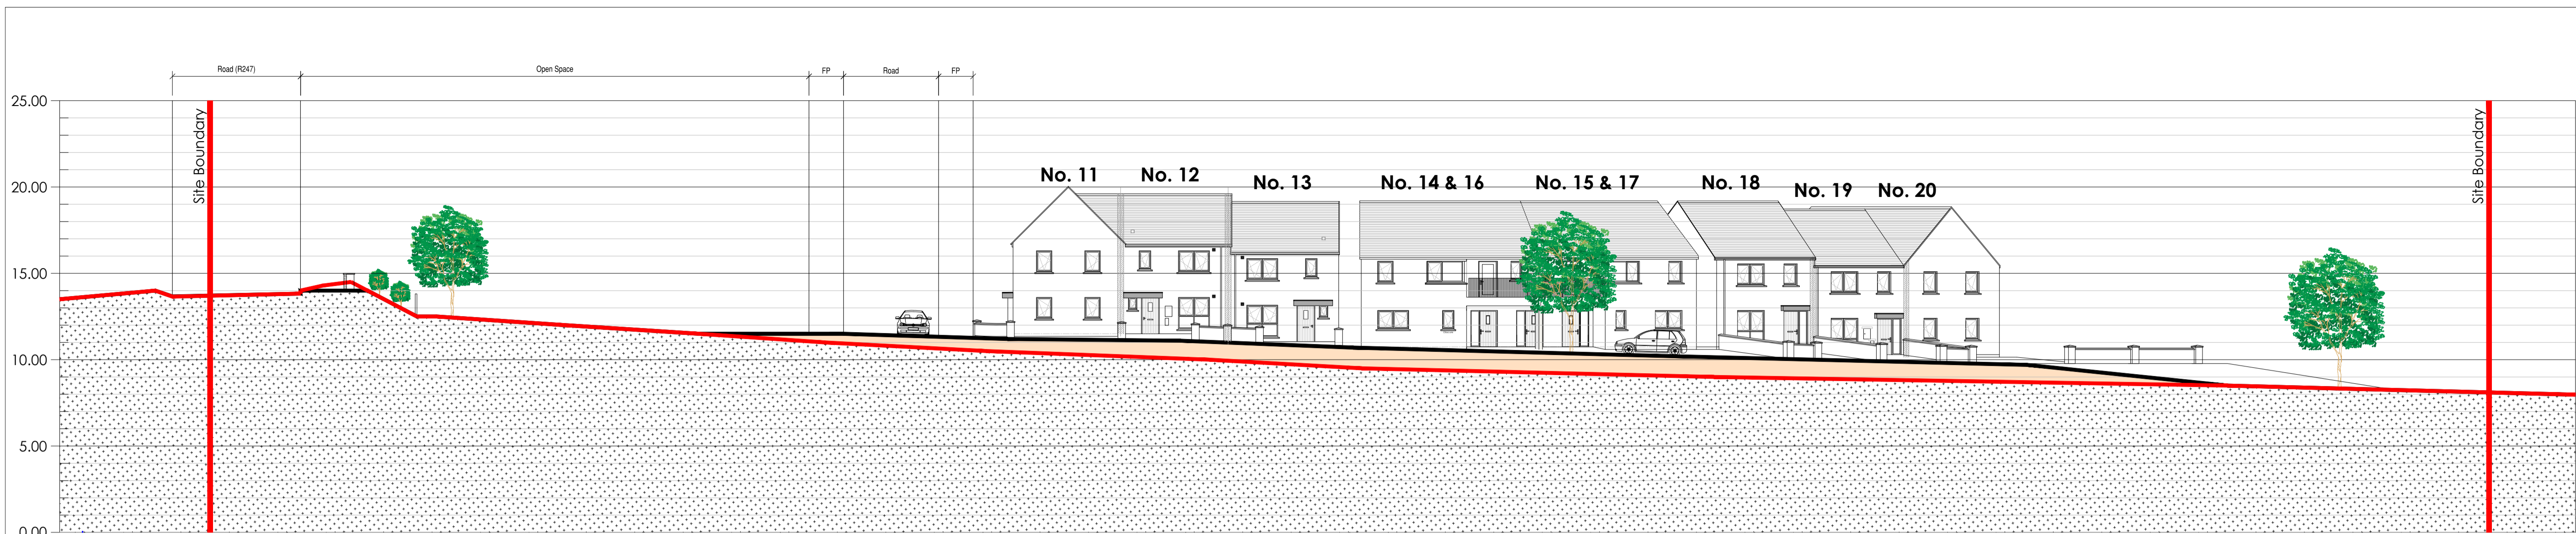 Road (R247)
Open Space
FP
Road
FP
25.00
20.00
15.00
10.00
5.00
0.00
Site Boundary
No. 11
No. 12
No. 13
No. 14 & 16
No. 15 & 17
No. 18
No. 19
No. 20
Site Boundary